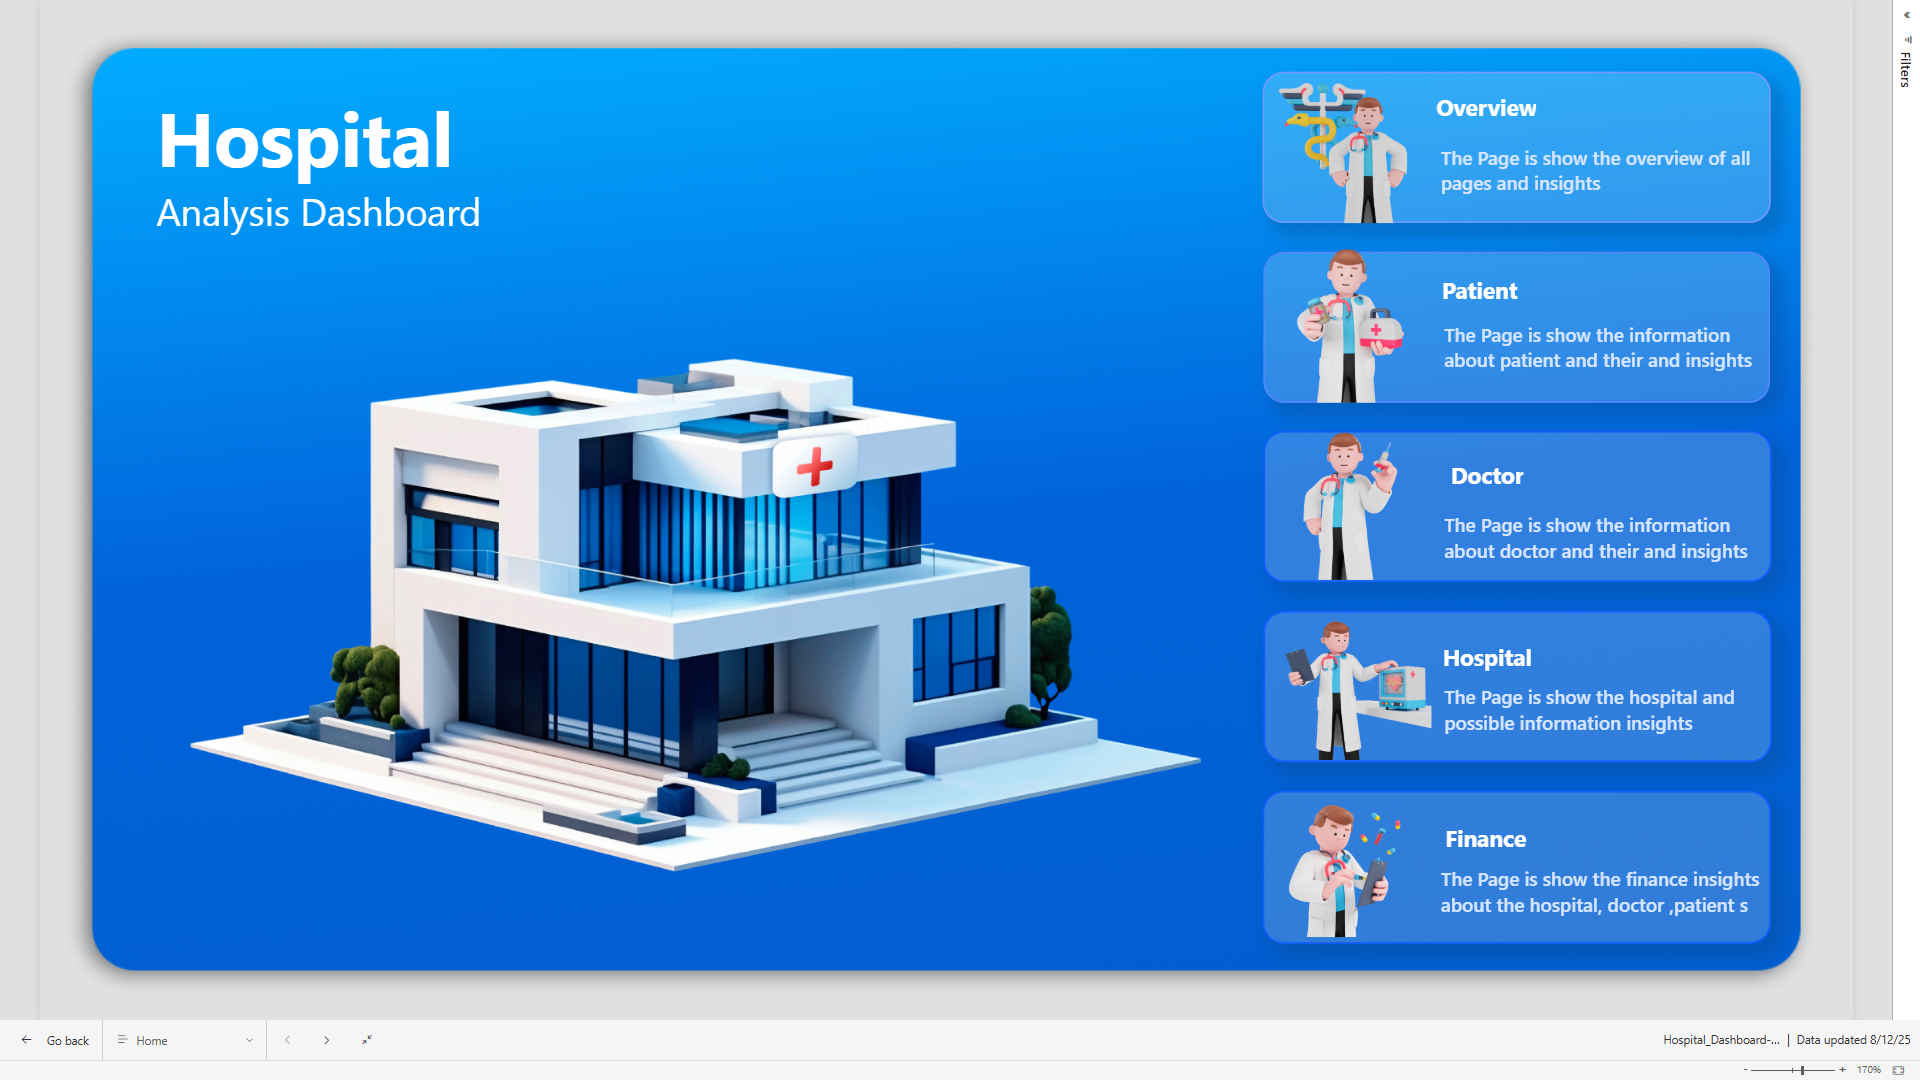 Hospital
Analysis Dashboard
Overview
The Page is show the overview of all
pages and insights
Patient
The Page is show the information
about patient and their and insights
Doctor
The Page is show the information
about doctor and their and insights
Hospital
The Page is show the hospital and
possible information insights
Finance
The Page is show the finance insights
about the hospital, doctor ,patient s
Filters
Go back
Home
Hospital_Dashboard-... | Data updated 8/12/25
- + 170%